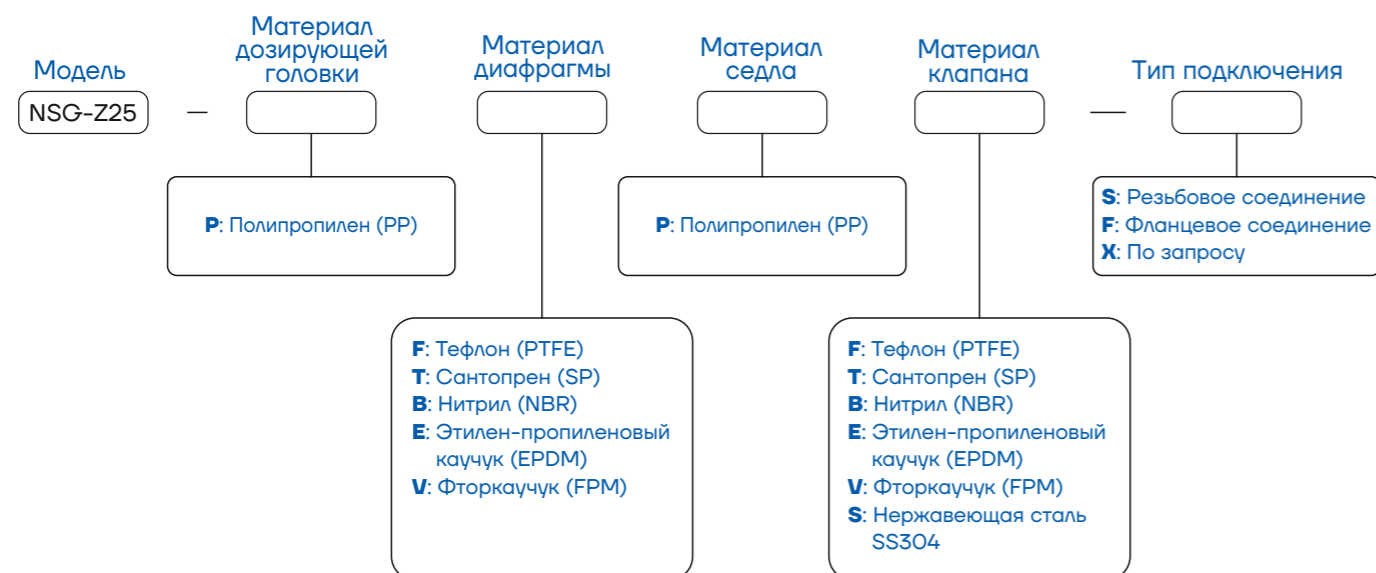 Модель
NSG-Z25
—
Материал
дозирующей
головки
Материал
диафрагмы
Материал
седла
Материал
клапана
—
Тип подключения
P: Полипропилен (PP)
P: Полипропилен (PP)
S: Резьбовое соединение
F: Фланцевое соединение
X: По запросу
F: Тефлон (PTFE)
T: Сантопрен (SP)
B: Нитрил (NBR)
E: Этилен-пропиленовый
каучук (EPDM)
V: Фторкаучук (FPM)
F: Тефлон (PTFE)
T: Сантопрен (SP)
B: Нитрил (NBR)
E: Этилен-пропиленовый
каучук (EPDM)
V: Фторкаучук (FPM)
S: Нержавеющая сталь
SS304